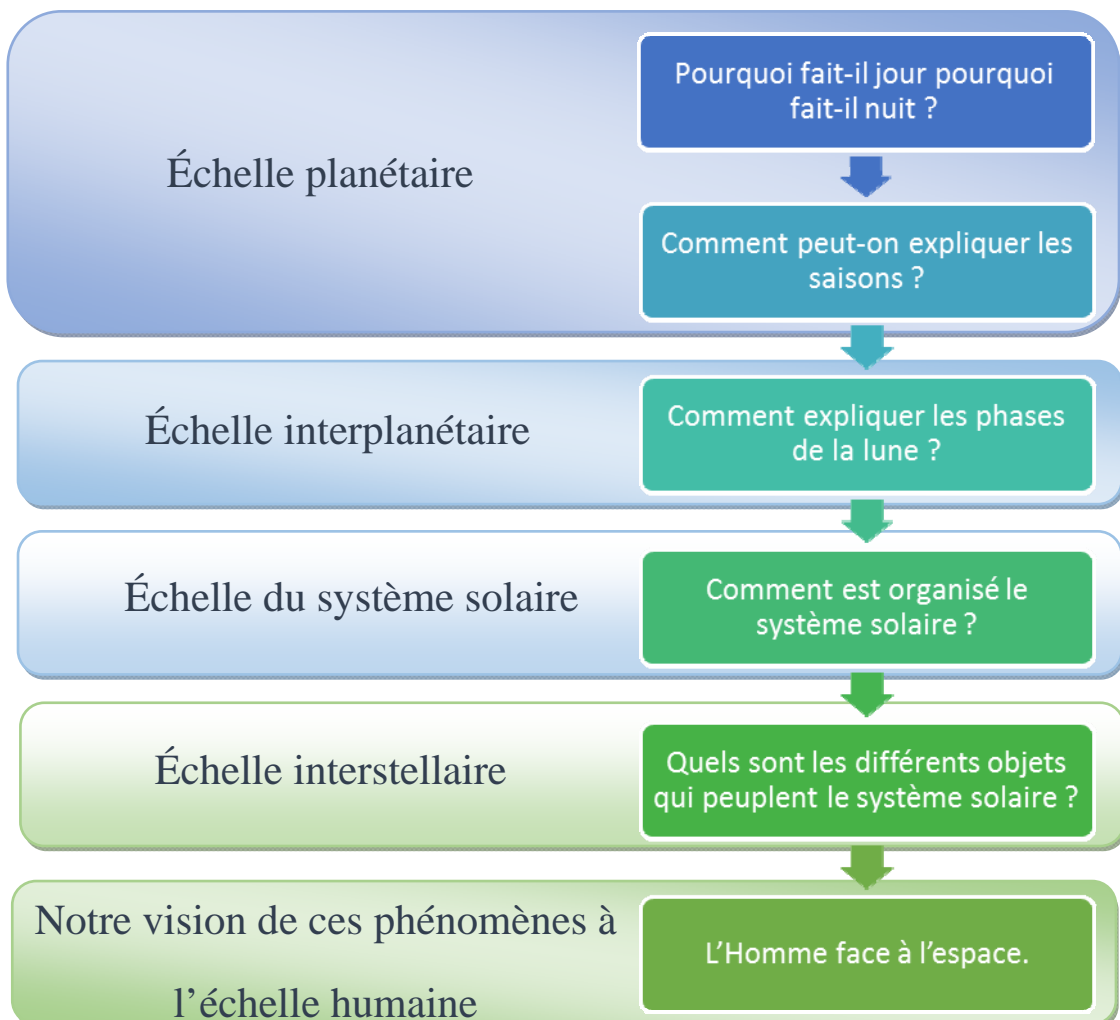 Échelle planétaire
Pourquoi fait-il jour pourquoi
fait-il nuit ?
Comment peut-on expliquer les
saisons ?
Échelle interplanétaire
Comment expliquer les phases
de la lune ?
Échelle du système solaire
Comment est organisé le
système solaire ?
Échelle interstellaire
Quels sont les différents objets
qui peuplent le système solaire ?
Notre vision de ces phénomènes à
l’échelle humaine
L’Homme face à l’espace.